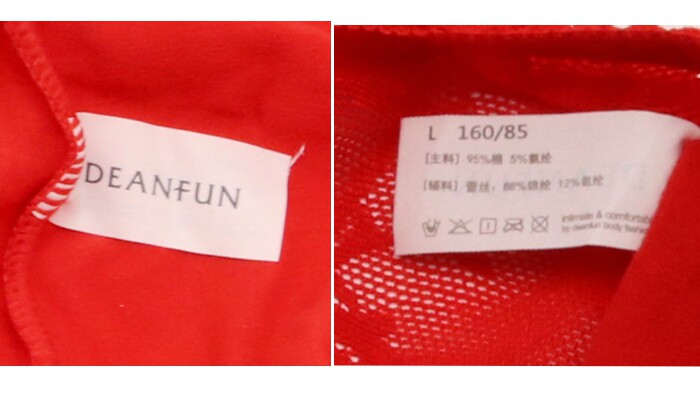 DEANFUN
L 160/85
[主料] 95%棉 5%氨纶
[辅料] 蕾丝: 88%锦纶 12%氨纶
intimate & comfortab
by deanfun body fashion